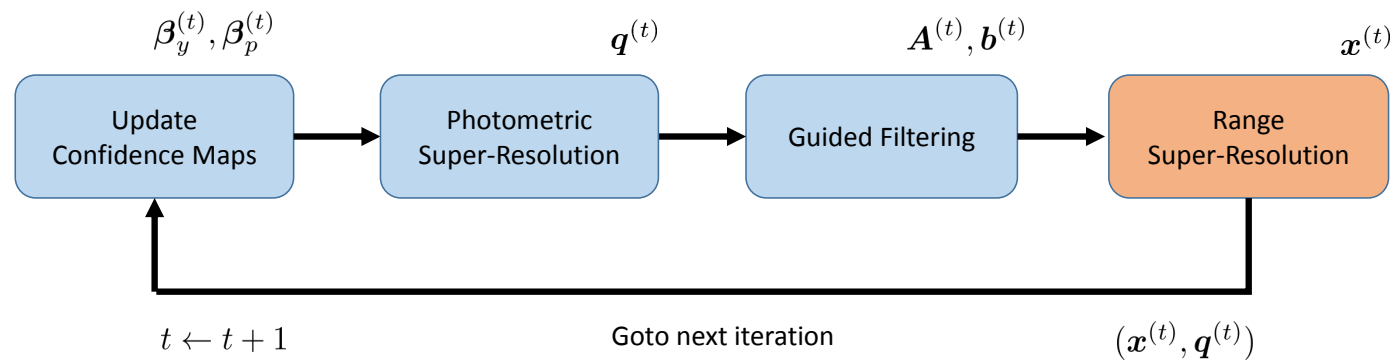 β_y^(t), β_p^(t)
q^(t)
A^(t), b^(t)
x^(t)
Update
Confidence Maps
Photometric
Super-Resolution
Guided Filtering
Range
Super-Resolution
t ← t + 1
Goto next iteration
(x^(t), q^(t))